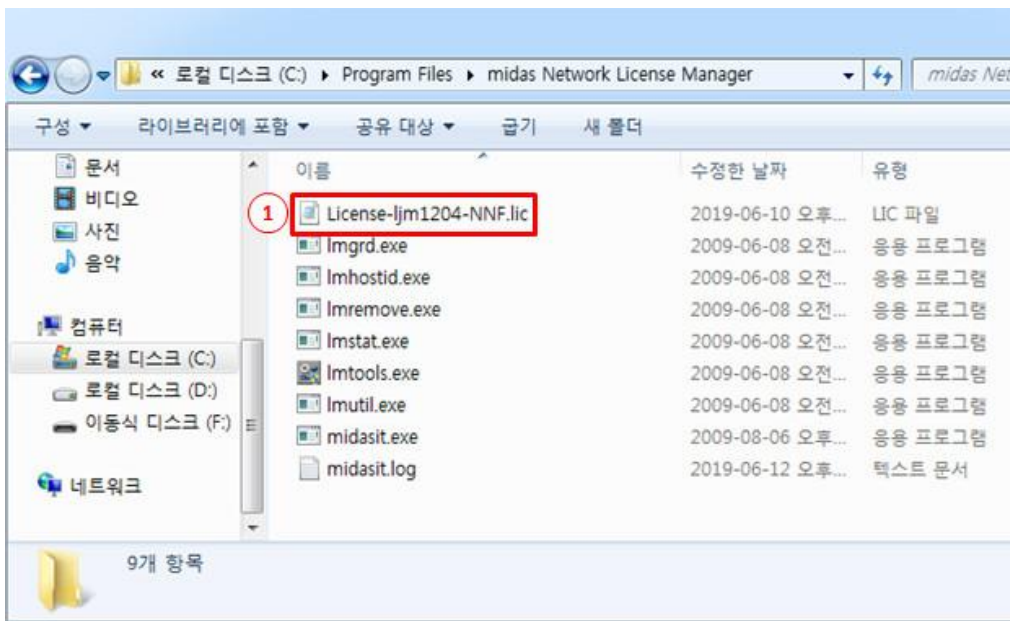 « 로컬 디스크 (C:) ▸ Program Files ▸ midas Network License Manager
midas Net
구성 라이브러리에 포함 공유 대상 굽기 새 폴더
이름 수정한 날짜 유형
문서
비디오
사진
음악
컴퓨터
로컬 디스크 (C:)
로컬 디스크 (D:)
이동식 디스크 (F:)
네트워크
1 License-ljm1204-NNF.lic 2019-06-10 오후... LIC 파일
lmgrd.exe 2009-06-08 오전... 응용 프로그램
lmhostid.exe 2009-06-08 오전... 응용 프로그램
lmremove.exe 2009-06-08 오전... 응용 프로그램
lmstat.exe 2009-06-08 오전... 응용 프로그램
lmtools.exe 2009-06-08 오전... 응용 프로그램
lmutil.exe 2009-06-08 오전... 응용 프로그램
midasit.exe 2009-08-06 오후... 응용 프로그램
midasit.log 2019-06-12 오후... 텍스트 문서
9개 항목